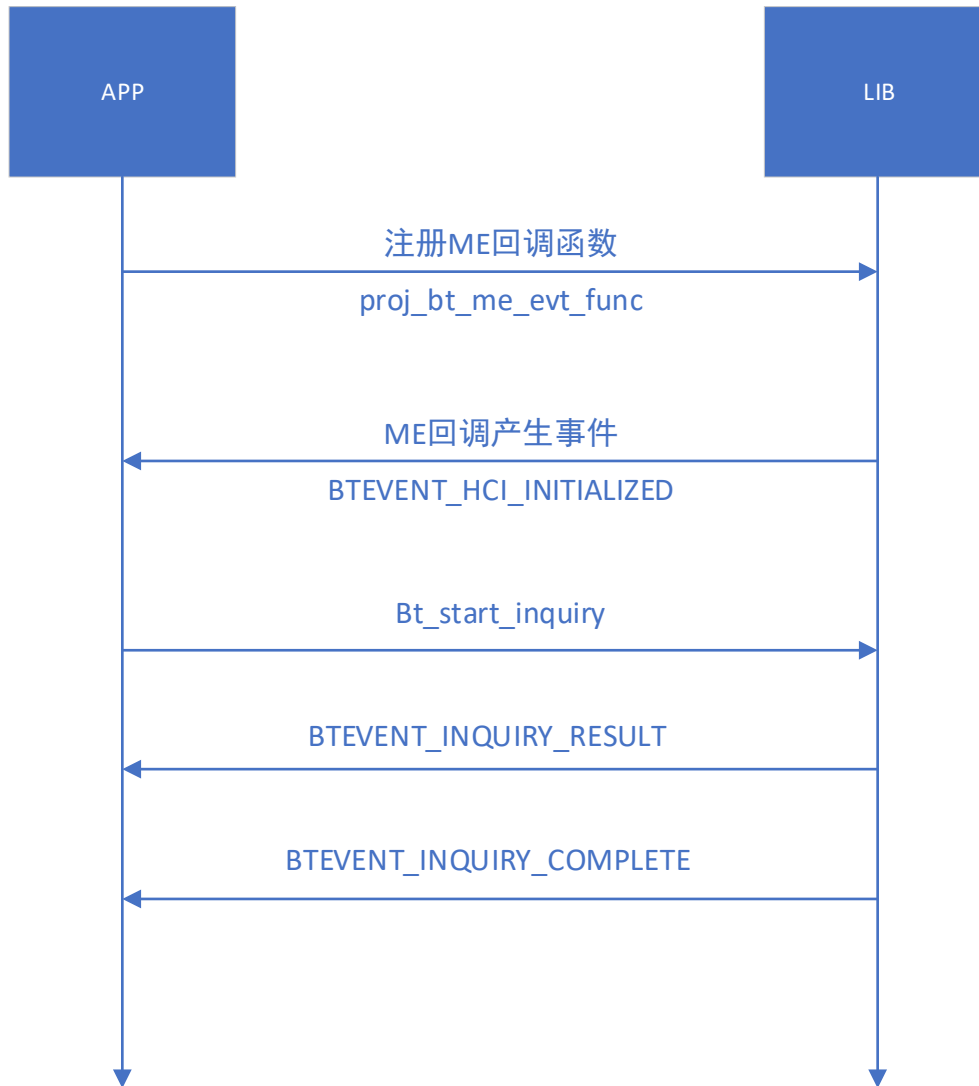 APP
LIB
注册ME回调函数
proj_bt_me_evt_func
ME回调产生事件
BTEVENT_HCI_INITIALIZED
Bt_start_inquiry
BTEVENT_INQUIRY_RESULT
BTEVENT_INQUIRY_COMPLETE